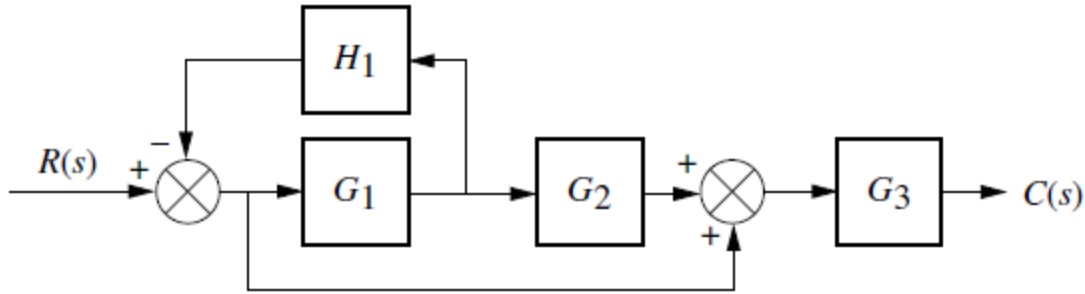 H1
−
R(s)
+
G1
G2
+
+
G3
C(s)